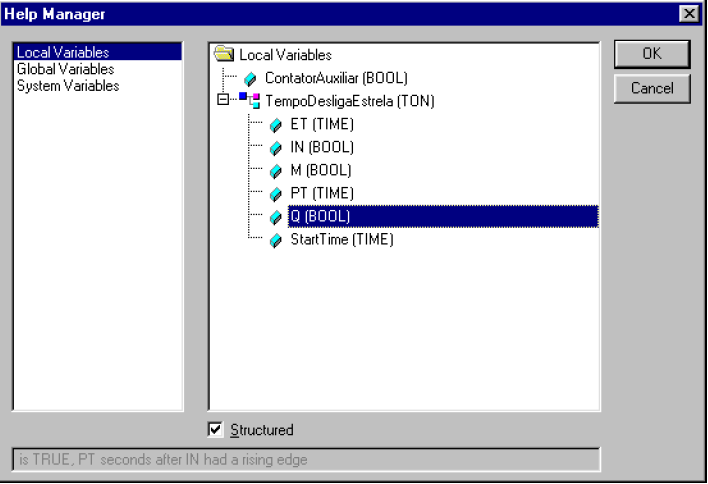 Help Manager
Local Variables
Global Variables
System Variables
Local Variables
ContatorAuxiliar (BOOL)
TempoDesligaEstrela (TON)
ET (TIME)
IN (BOOL)
M (BOOL)
PT (TIME)
Q (BOOL)
StartTime (TIME)
OK
Cancel
Structured
is TRUE, PT seconds after IN had a rising edge